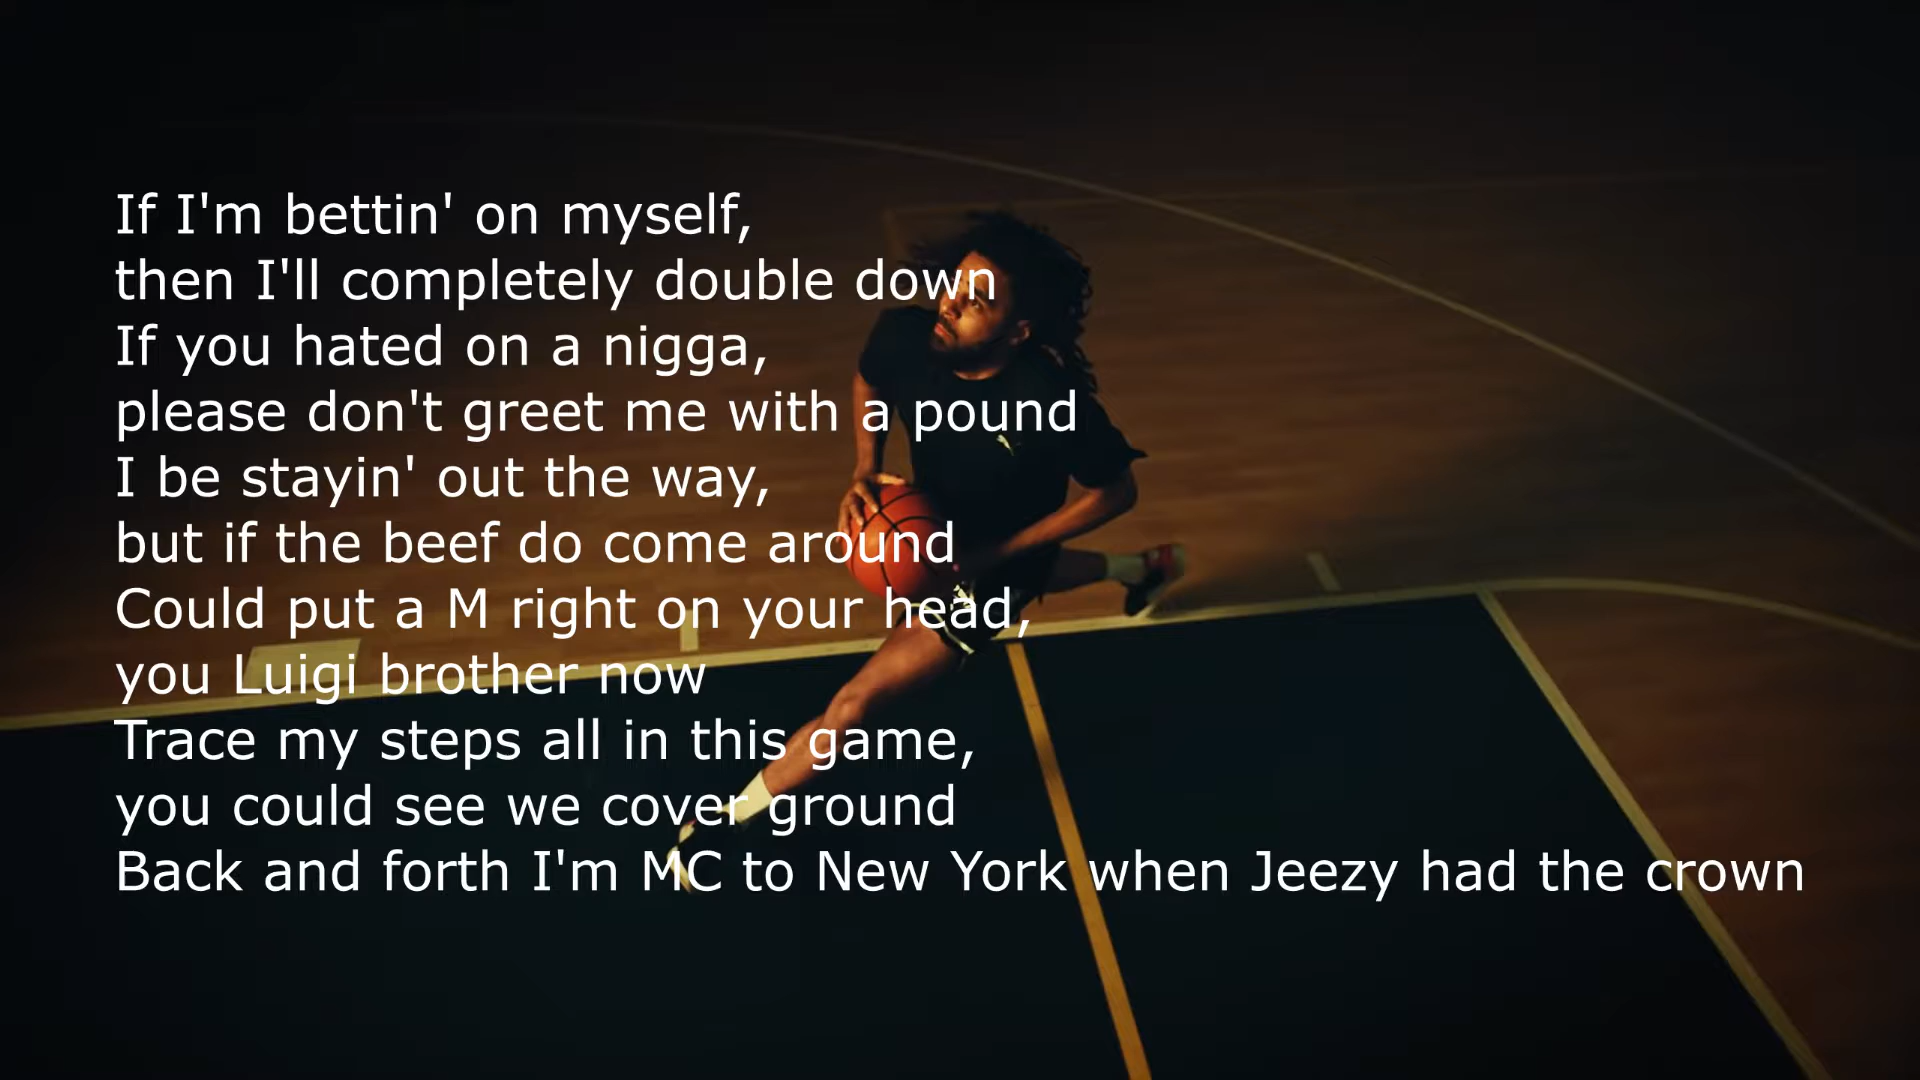 If I'm bettin' on myself,
then I'll completely double down
If you hated on a nigga,
please don't greet me with a pound
I be stayin' out the way,
but if the beef do come around
Could put a M right on your head,
you Luigi brother now
Trace my steps all in this game,
you could see we cover ground
Back and forth I'm MC to New York when Jeezy had the crown